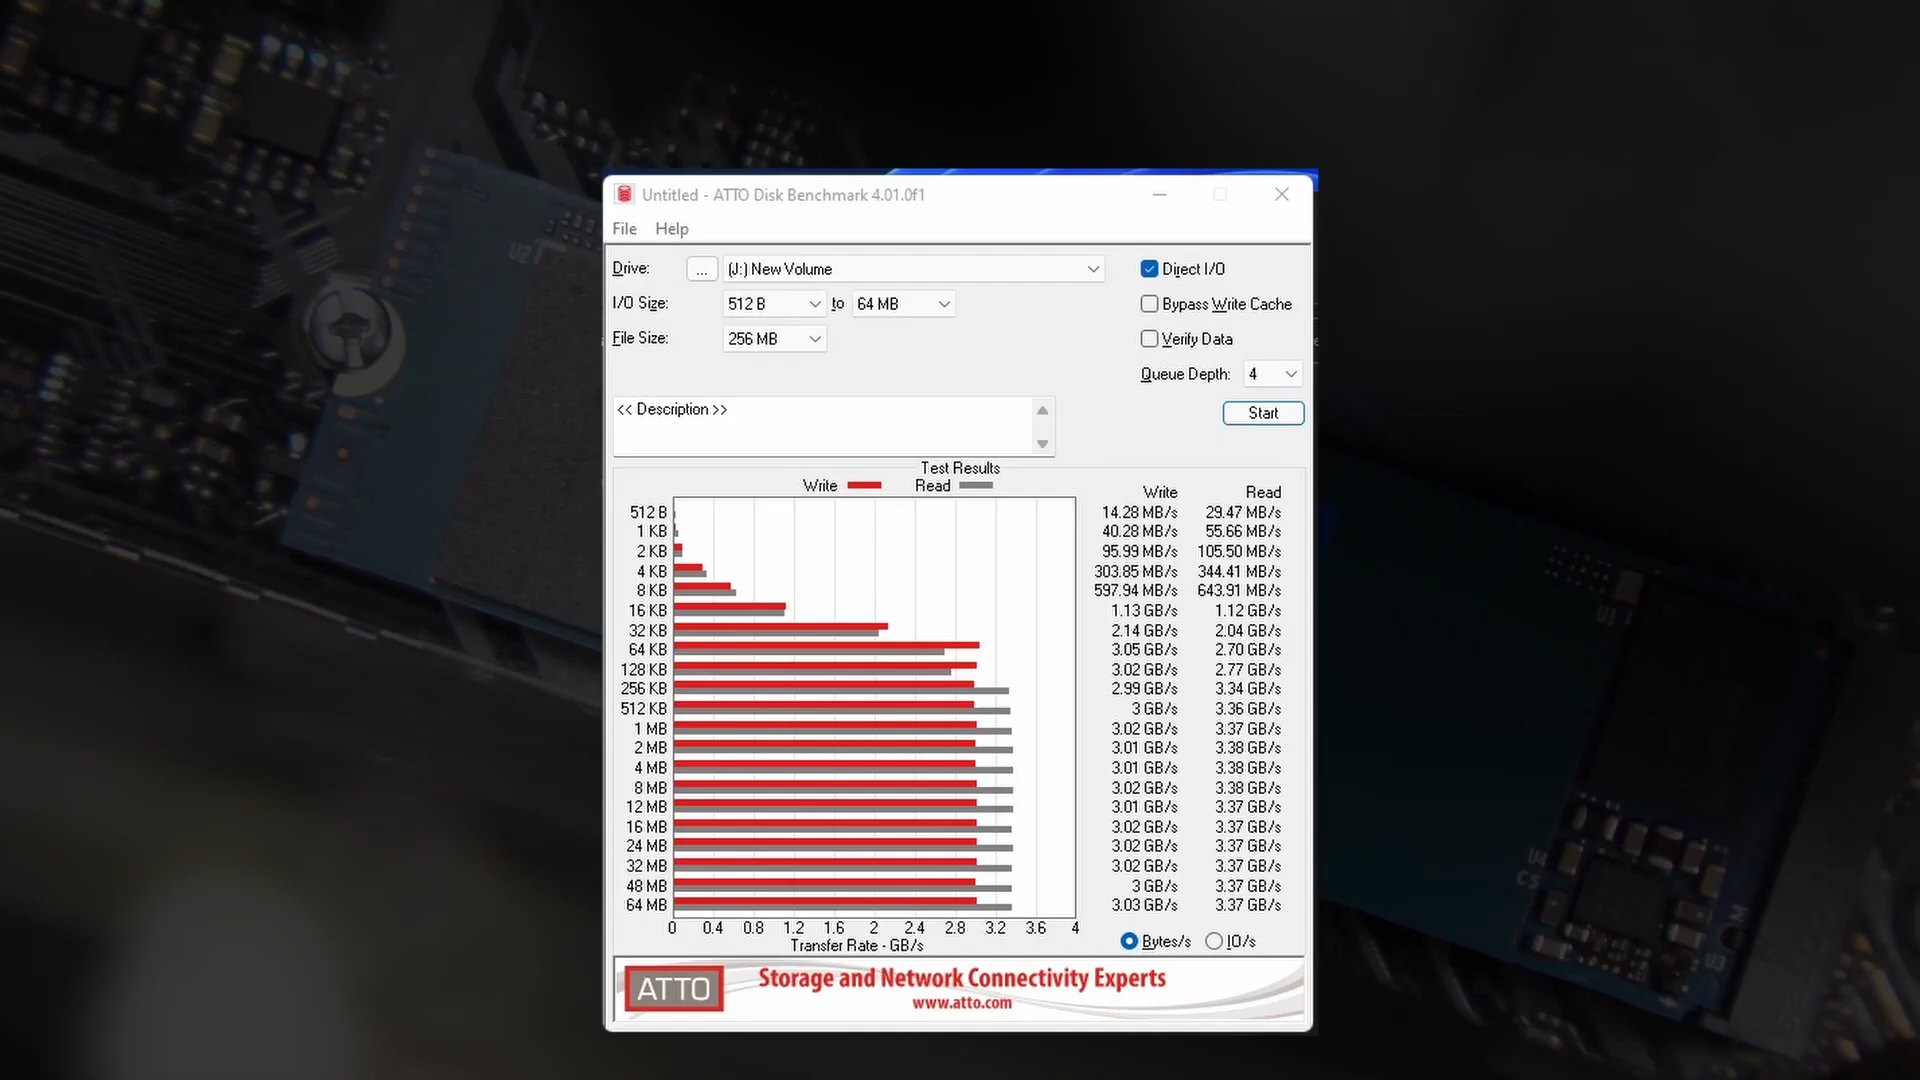 Untitled - ATTO Disk Benchmark 4.01.0f1
File Help
Drive: ... (J:) New Volume Direct I/O
I/O Size: 512 B to 64 MB Bypass Write Cache
File Size: 256 MB Verify Data
Queue Depth: 4
<< Description >> Start
Test Results
Write Read Write Read
512 B 14.28 MB/s 29.47 MB/s
1 KB 40.28 MB/s 55.66 MB/s
2 KB 95.99 MB/s 105.50 MB/s
4 KB 303.85 MB/s 344.41 MB/s
8 KB 597.94 MB/s 643.91 MB/s
16 KB 1.13 GB/s 1.12 GB/s
32 KB 2.14 GB/s 2.04 GB/s
64 KB 3.05 GB/s 2.70 GB/s
128 KB 3.02 GB/s 2.77 GB/s
256 KB 2.99 GB/s 3.34 GB/s
512 KB 3 GB/s 3.36 GB/s
1 MB 3.02 GB/s 3.37 GB/s
2 MB 3.01 GB/s 3.38 GB/s
4 MB 3.01 GB/s 3.38 GB/s
8 MB 3.02 GB/s 3.38 GB/s
12 MB 3.01 GB/s 3.37 GB/s
16 MB 3.02 GB/s 3.37 GB/s
24 MB 3.02 GB/s 3.37 GB/s
32 MB 3.02 GB/s 3.37 GB/s
48 MB 3 GB/s 3.37 GB/s
64 MB 3.03 GB/s 3.37 GB/s
0 0.4 0.8 1.2 1.6 2 2.4 2.8 3.2 3.6 4
Transfer Rate - GB/s Bytes/s IO/s
ATTO Storage and Network Connectivity Experts
www.atto.com